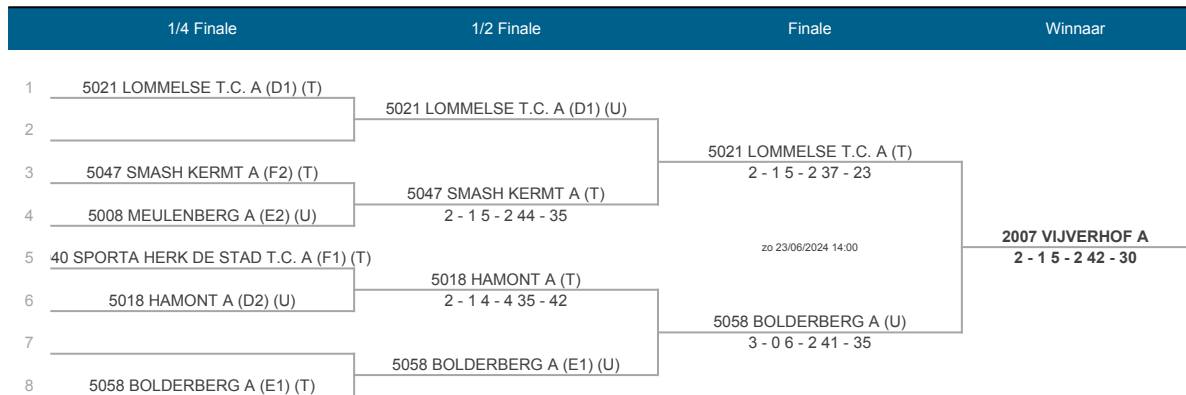 1/4 Finale 1/2 Finale Finale Winnaar
1 5021 LOMMELSE T.C. A (D1) (T)
5021 LOMMELSE T.C. A (D1) (U)
2
5021 LOMMELSE T.C. A (T)
3 5047 SMASH KERMT A (F2) (T)
2 - 1 5 - 2 37 - 23
5047 SMASH KERMT A (T)
4 5008 MEULENBERG A (E2) (U)
2 - 1 5 - 2 44 - 35
2007 VIJVERHOF A
zo 23/06/2024 14:00
5 40 SPORTA HERK DE STAD T.C. A (F1) (T)
2 - 1 5 - 2 42 - 30
5018 HAMONT A (T)
6 5018 HAMONT A (D2) (U)
2 - 1 4 - 4 35 - 42
5058 BOLDERBERG A (U)
7
3 - 0 6 - 2 41 - 35
5058 BOLDERBERG A (E1) (U)
8 5058 BOLDERBERG A (E1) (T)